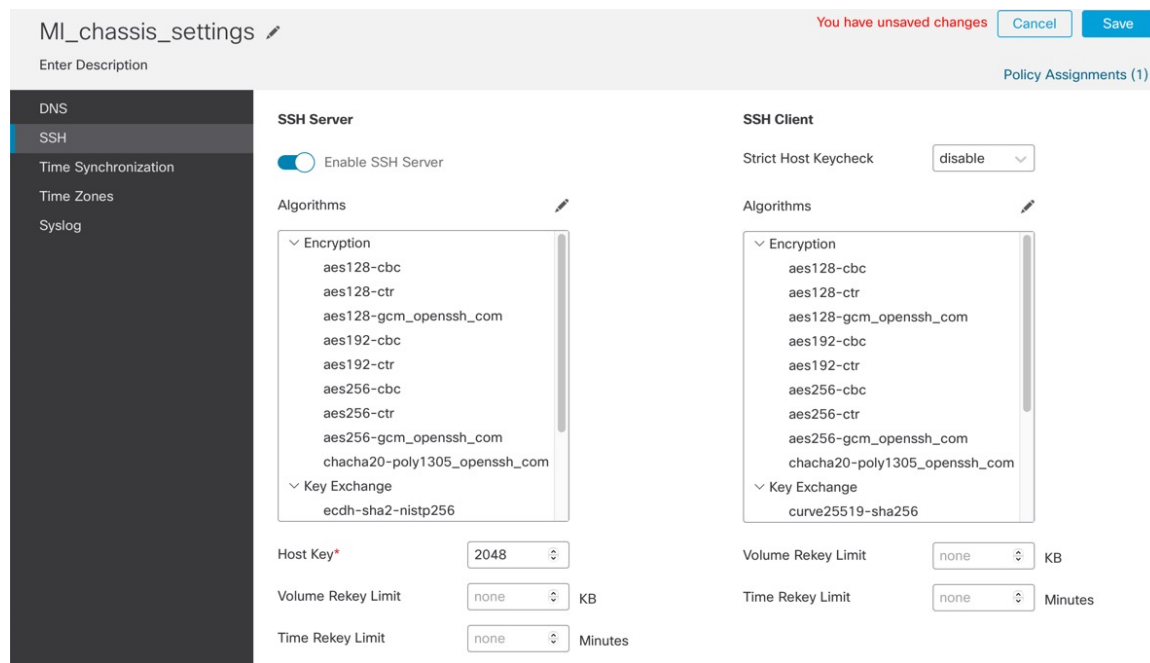 MI_chassis_settings
You have unsaved changes
Cancel
Save
Enter Description
Policy Assignments (1)
DNS
SSH
Time Synchronization
Time Zones
Syslog
SSH Server
Enable SSH Server
Algorithms
Encryption
aes128-cbc
aes128-ctr
aes128-gcm_openssh_com
aes192-cbc
aes192-ctr
aes256-cbc
aes256-ctr
aes256-gcm_openssh_com
chacha20-poly1305_openssh_com
Key Exchange
ecdh-sha2-nistp256
Host Key* 2048
Volume Rekey Limit none KB
Time Rekey Limit none Minutes
SSH Client
Strict Host Keycheck disable
Algorithms
Encryption
aes128-cbc
aes128-ctr
aes128-gcm_openssh_com
aes192-cbc
aes192-ctr
aes256-cbc
aes256-ctr
aes256-gcm_openssh_com
chacha20-poly1305_openssh_com
Key Exchange
curve25519-sha256
Volume Rekey Limit none KB
Time Rekey Limit none Minutes